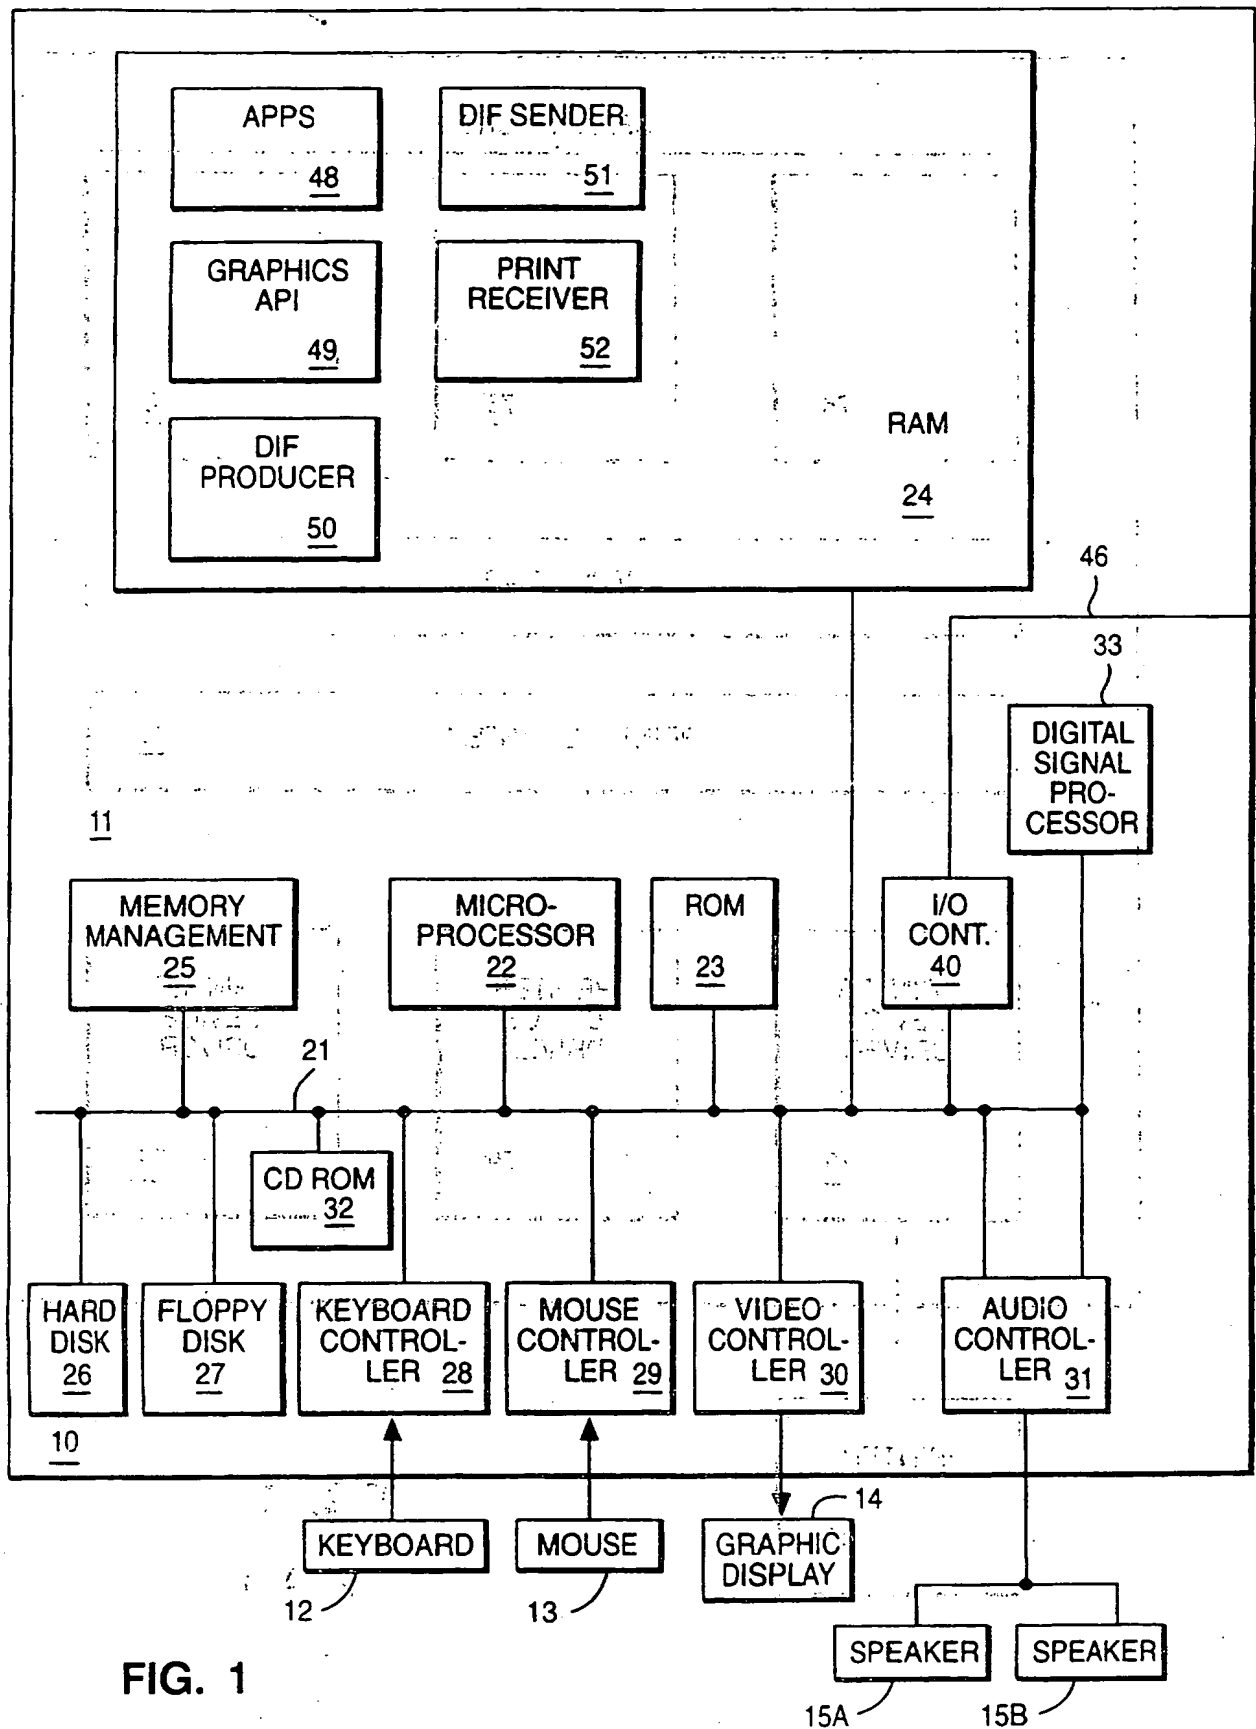 APPS
48
DIF SENDER
51
GRAPHICS
API
49
PRINT
RECEIVER
52
DIF
PRODUCER
50
RAM
24
46
33
DIGITAL
SIGNAL
PRO-
CESSOR
11
MEMORY
MANAGEMENT
25
MICRO-
PROCESSOR
22
ROM
23
I/O
CONT.
40
21
CD ROM
32
HARD
DISK
26
FLOPPY
DISK
27
KEYBOARD
CONTROL-
LER 28
MOUSE
CONTROL-
LER 29
VIDEO
CONTROL-
LER 30
AUDIO
CONTROL-
LER 31
10
KEYBOARD
12
MOUSE
13
14
GRAPHIC
DISPLAY
SPEAKER
15A
SPEAKER
15B
FIG. 1